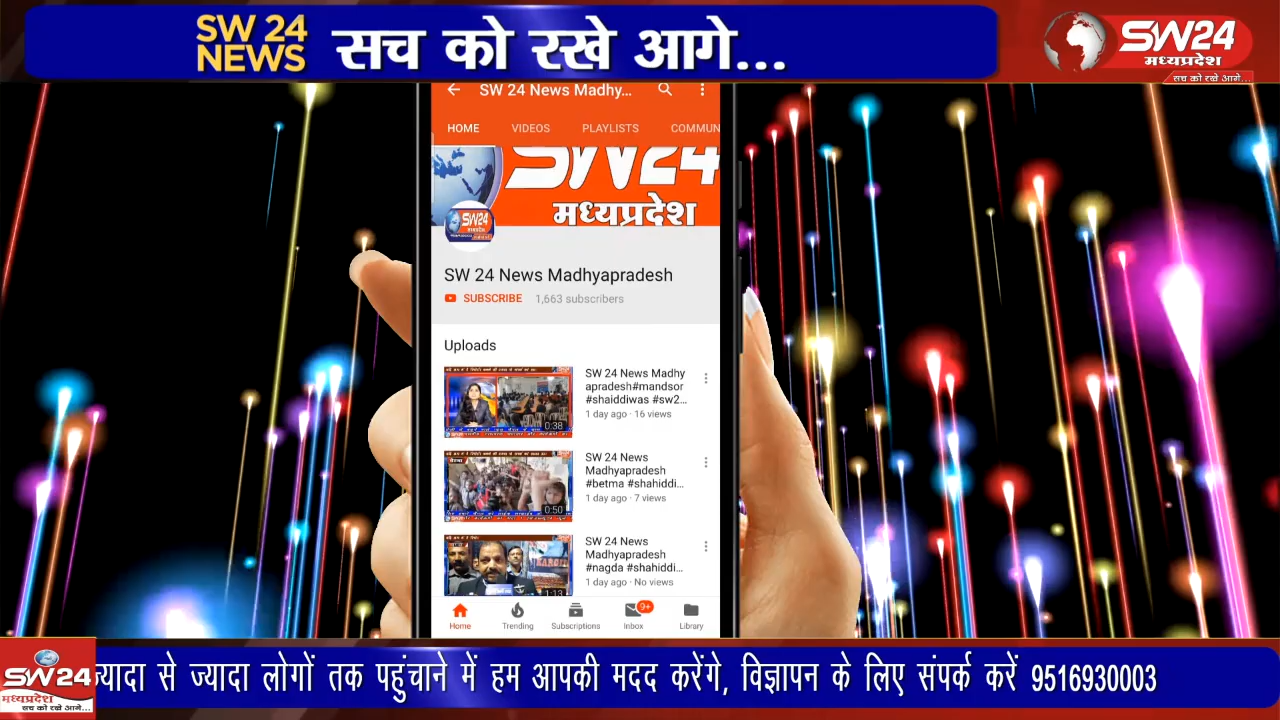 SW 24
NEWS
सच को रखे आगे...
SW24
मध्यप्रदेश
सच को रखे आगे...
SW 24 News Madhy...
HOME VIDEOS PLAYLISTS COMMUN
SW24
मध्यप्रदेश
SW24
SW 24 News Madhyapradesh
SUBSCRIBE 1,663 subscribers
Uploads
SW 24 News Madhy
apradesh#mandsor
#shaiddiwas #sw2...
1 day ago · 16 views
0:38
SW 24 News
Madhyapradesh
#betma #shahiddi...
1 day ago · 7 views
0:50
SW 24 News
Madhyapradesh
#nagda #shahiddi...
1 day ago · No views
1:13
9+
Home Trending Subscriptions Inbox Library
SW24
मध्यप्रदेश
सच को रखे आगे...
ज्यादा से ज्यादा लोगों तक पहुंचाने में हम आपकी मदद करेंगे, विज्ञापन के लिए संपर्क करें 9516930003